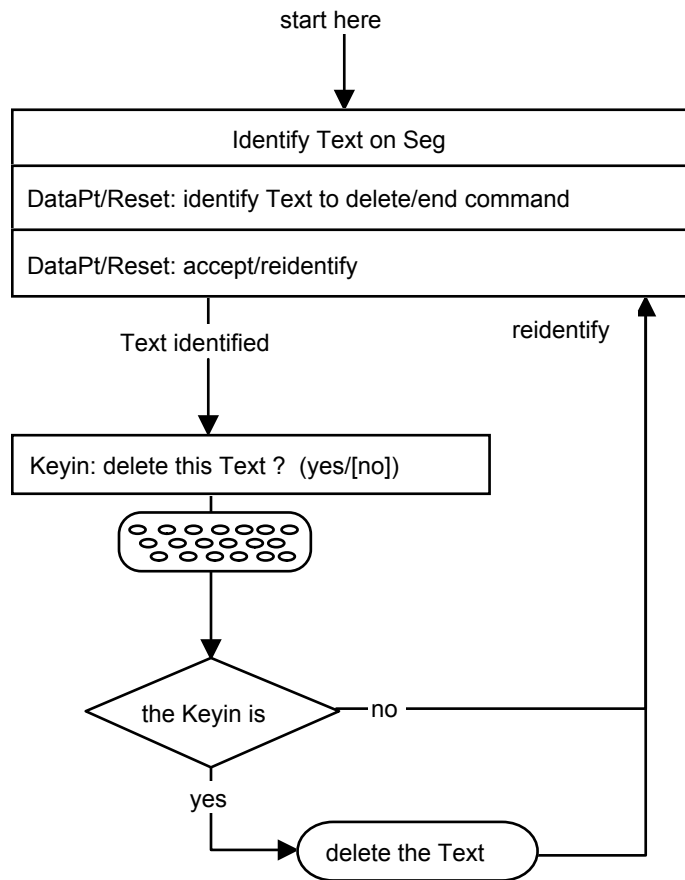 start here
Identify Text on Seg
DataPt/Reset: identify Text to delete/end command
DataPt/Reset: accept/reidentify
Text identified
reidentify
Keyin: delete this Text ?  (yes/[no])
the Keyin is
no
yes
delete the Text